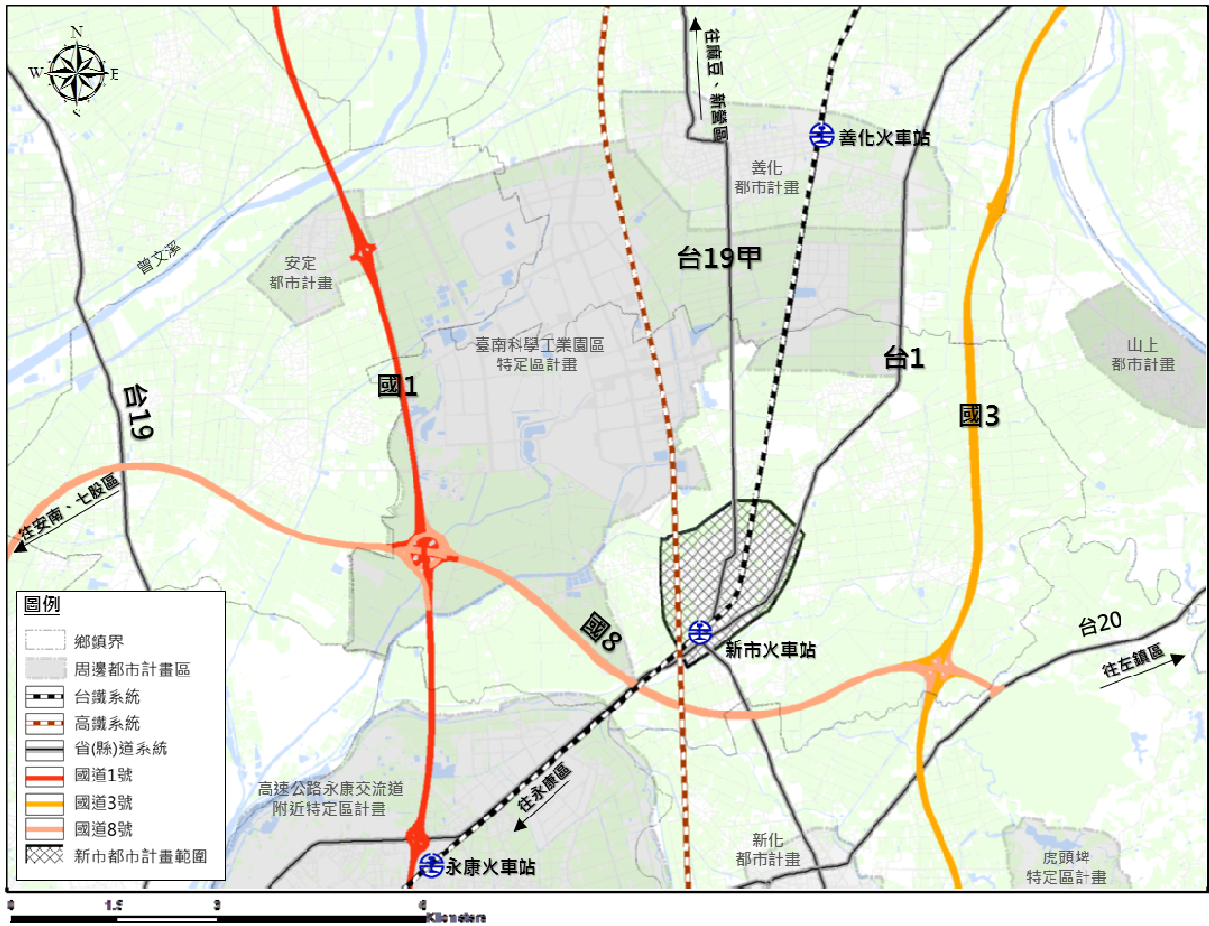 N
W
E
S
往麻豆、新營區
善化火車站
善化
都市計畫
曾文溪
安定
都市計畫
台19甲
臺南科學工業園區
特定區計畫
山上
都市計畫
台1
國1
台19
國3
往安南、七股區
國8
新市火車站
台20
往左鎮區
往永康區
高速公路永康交流道
附近特定區計畫
永康火車站
新化
都市計畫
虎頭埤
特定區計畫
圖例
鄉鎮界
周邊都市計畫區
台鐵系統
高鐵系統
省(縣)道系統
國道1號
國道3號
國道8號
新市都市計畫範圍
0 1.5 3 6
Kilometers